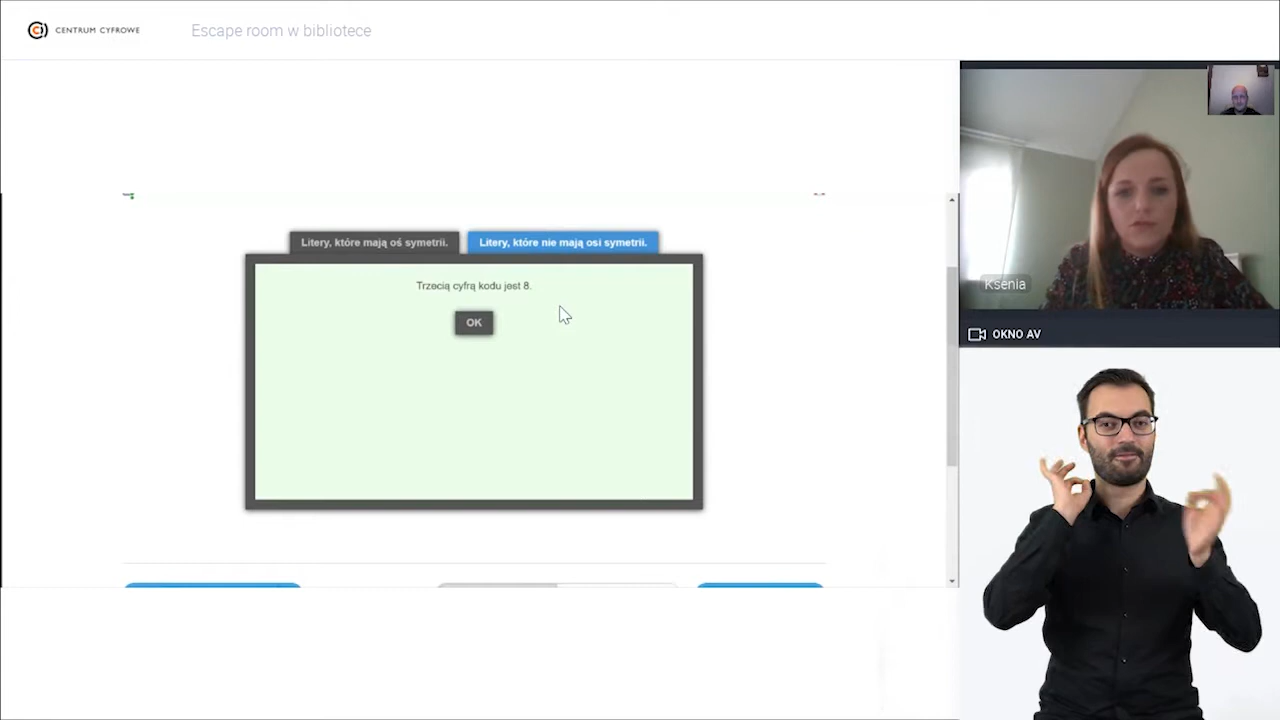 CENTRUM CYFROWE
Escape room w bibliotece
Litery, które mają oś symetrii.
Litery, które nie mają osi symetrii.
Trzecią cyfrą kodu jest 8.
OK
Ksenia
OKNO AV